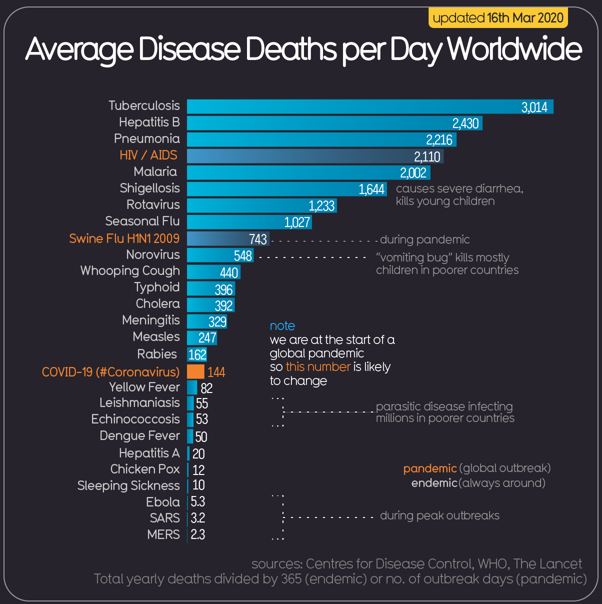 updated 16th Mar 2020
Average Disease Deaths per Day Worldwide
Tuberculosis 3,014
Hepatitis B 2,430
Pneumonia 2,216
HIV / AIDS 2,110
Malaria 2,002
Shigellosis 1,644 causes severe diarrhea,
kills young children
Rotavirus 1,233
Seasonal Flu 1,027
Swine Flu H1N1 2009 743 during pandemic
Norovirus 548 "vomiting bug" kills mostly
children in poorer countries
Whooping Cough 440
Typhoid 396
Cholera 392
Meningitis 329
Measles 247
Rabies 162
COVID-19 (#Coronavirus) 144
note
we are at the start of a
global pandemic
so this number is likely
to change
Yellow Fever 82
Leishmaniasis 55
Echinococcosis 53
parasitic disease infecting
millions in poorer countries
Dengue Fever 50
Hepatitis A 20
Chicken Pox 12
Sleeping Sickness 10
pandemic (global outbreak)
endemic (always around)
Ebola 5.3
SARS 3.2
MERS 2.3
during peak outbreaks
sources: Centres for Disease Control, WHO, The Lancet
Total yearly deaths divided by 365 (endemic) or no. of outbreak days (pandemic)